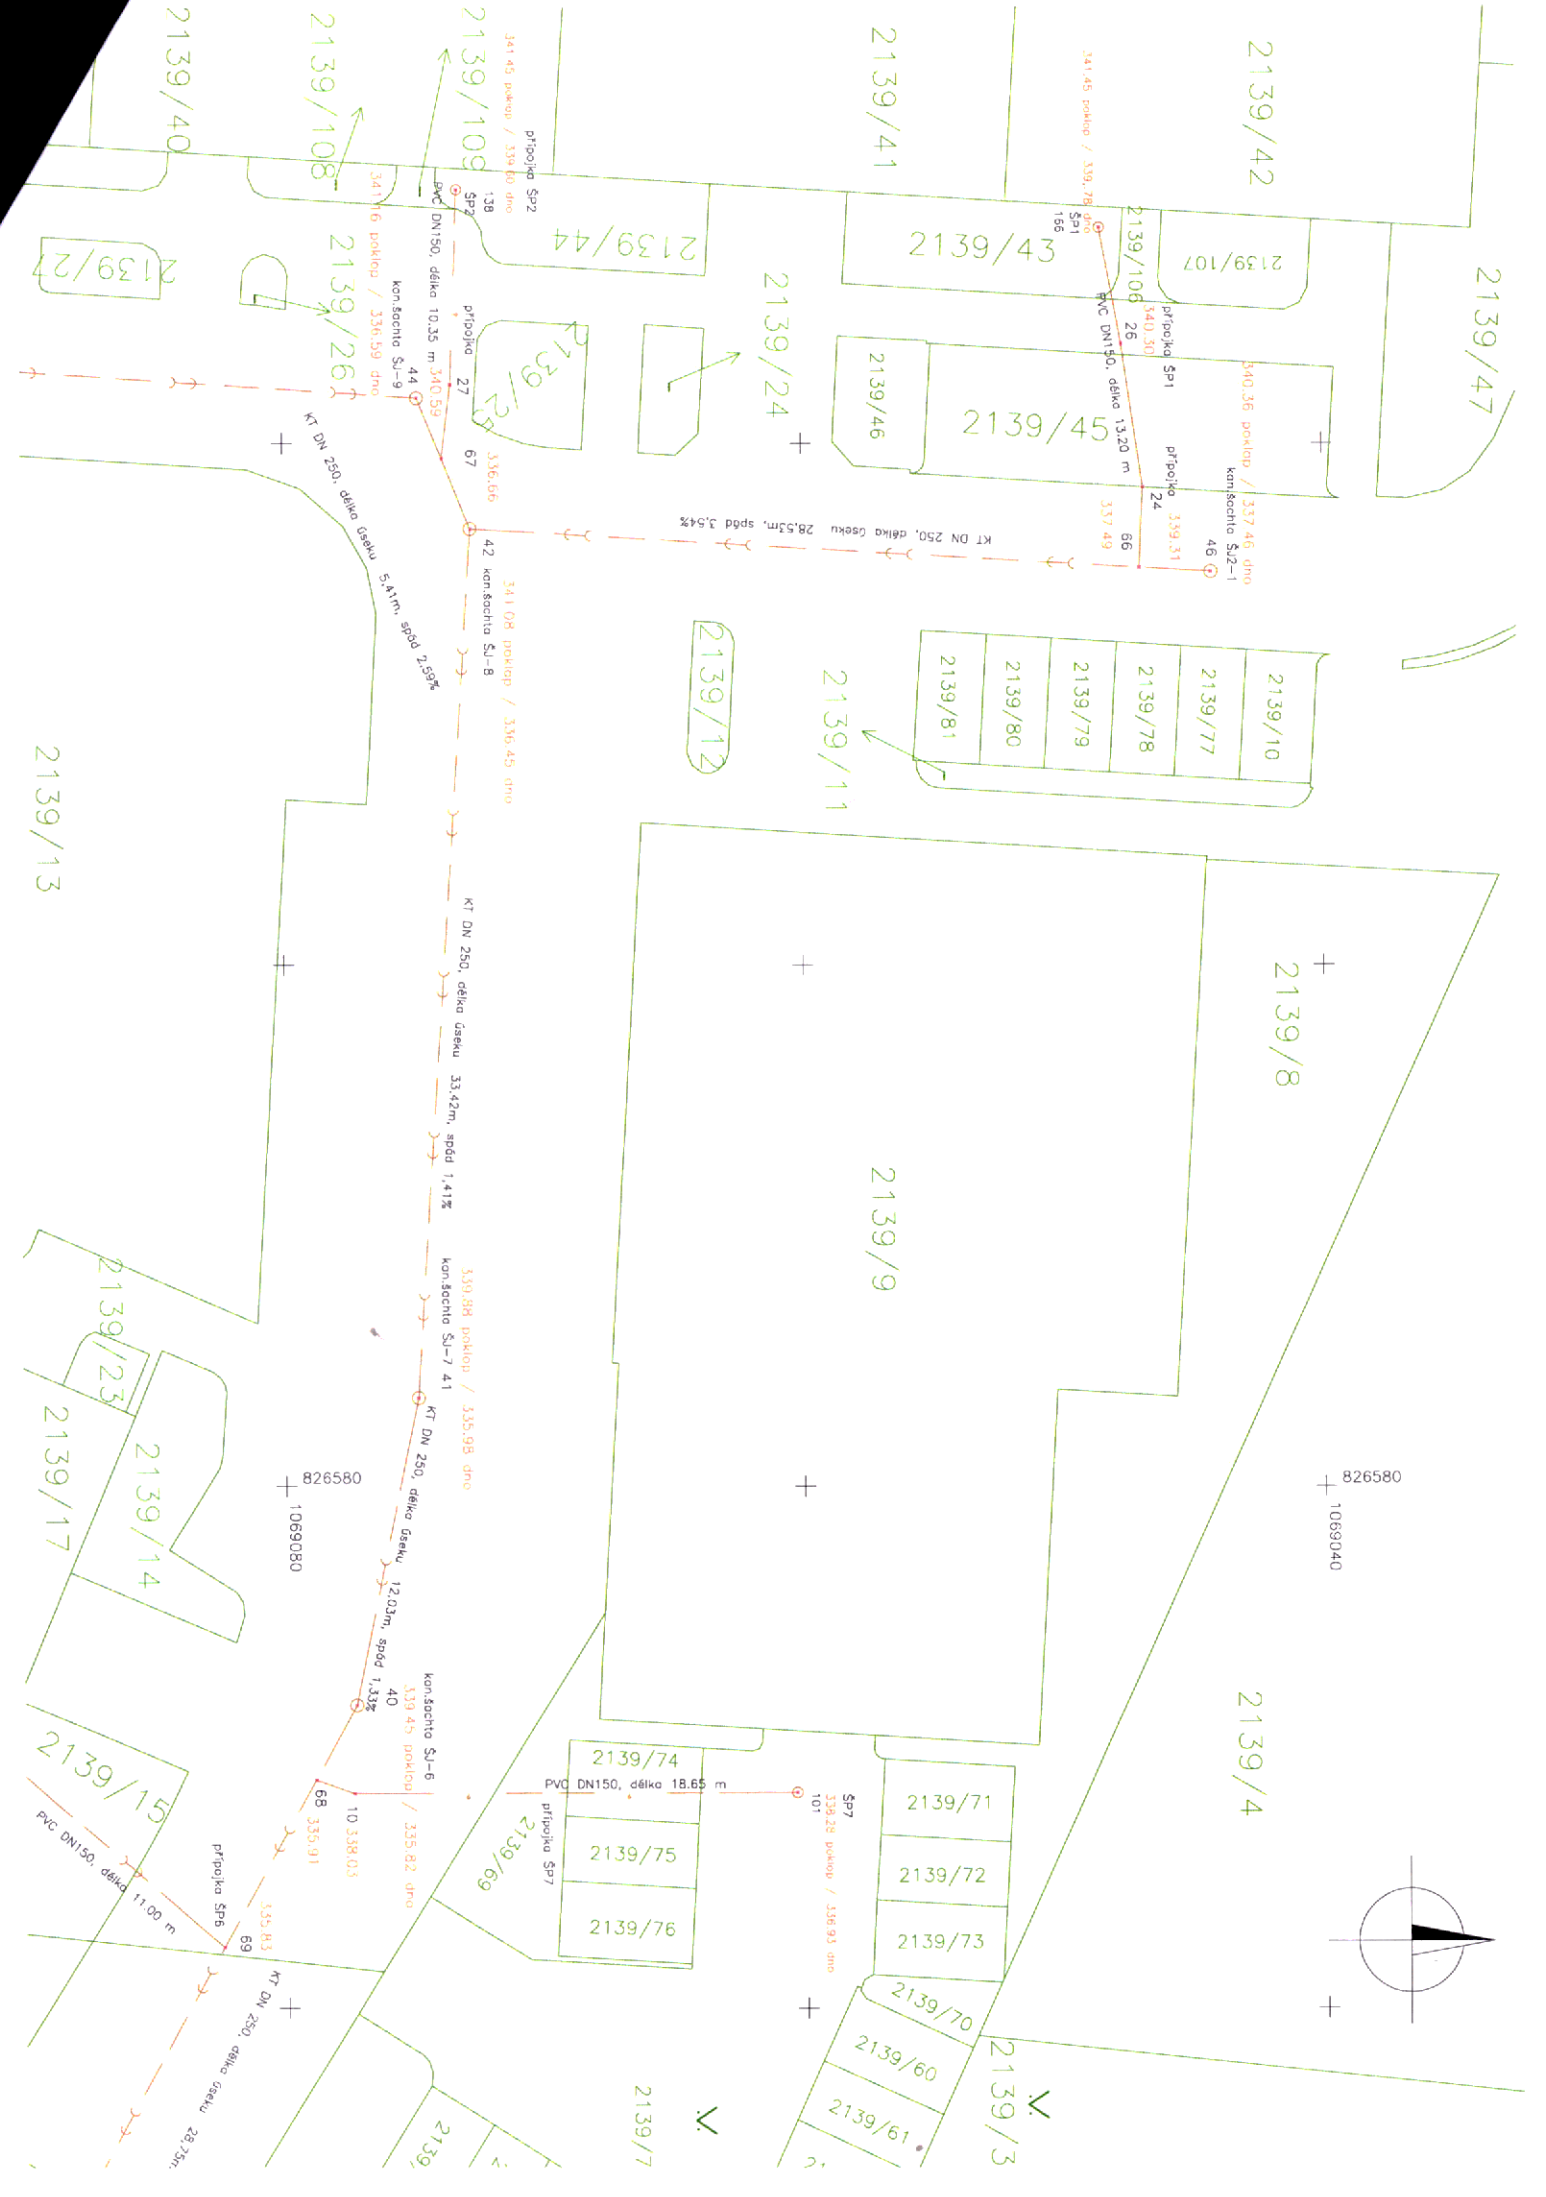 2139/40
2139/108
2139/109
341.45 poklop / 339.60 dno
přípojka ŠP2
138
ŠP2
2139/41
341.45 poklop / 339.78 dno
ŠP1
166
2139/42
2139/47
2139/27
2139/26
341.16 poklop / 336.59 dno
kan.šachta ŠJ-9
44
PVC DN150, délka 10.35 m
340.59
přípojka
27
67
336.66
2139/44
2139/24
2139/43
2139/106
2139/107
340.30
26
přípojka ŠP1
PVC DN150, délka 13.20 m
2139/46
2139/45
přípojka
24
339.31
66
337.49
340.36 poklop / 337.46 dno
kan.šachta ŠJ2-1
46
KT DN 250, délka úseku 5,41m, spád 2,59%
KT DN 250, délka úseku 28,53m, spád 3,54%
42 kan.šachta ŠJ-8
341.08 poklop / 336.45 dno
2139/12
2139/11
2139/81
2139/80
2139/79
2139/78
2139/77
2139/10
2139/13
KT DN 250, délka úseku 33,42m, spád 1,41%
2139/8
2139/9
kan.šachta ŠJ-7 41
339.88 poklop / 335.98 dno
2139/23
2139/17
2139/14
826580
1069080
826580
1069040
KT DN 250, délka úseku 12,03m, spád 1,33%
40
kan.šachta ŠJ-6
339.45 poklop / 335.82 dno
2139/15
68
335.91
10
338.03
PVC DN150, délka 18.65 m
přípojka ŠP7
ŠP7
101
338.29 poklop / 336.93 dno
2139/74
2139/75
2139/76
2139/69
2139/71
2139/72
2139/73
2139/70
2139/60
2139/61
2139/4
2139/3
2139/7
PVC DN150, délka 11.00 m
přípojka ŠP6
69
335.83
KT DN 250, délka úseku 28,75m,
2139